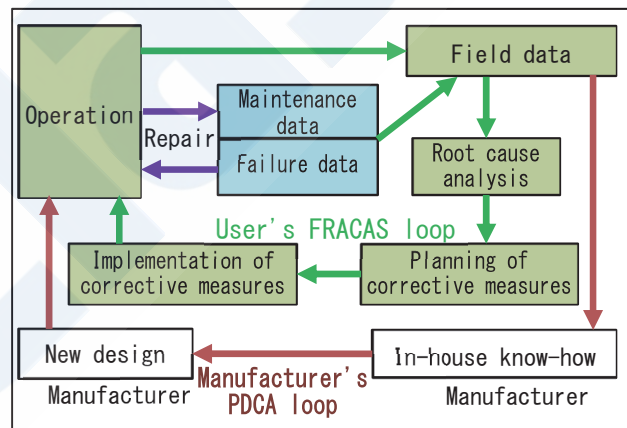 Field data
Operation
Maintenance
data
Repair
Failure data
Root cause
analysis
User's FRACAS loop
Implementation of
corrective measures
Planning of
corrective measures
New design
In-house know-how
Manufacturer
Manufacturer's
PDCA loop
Manufacturer